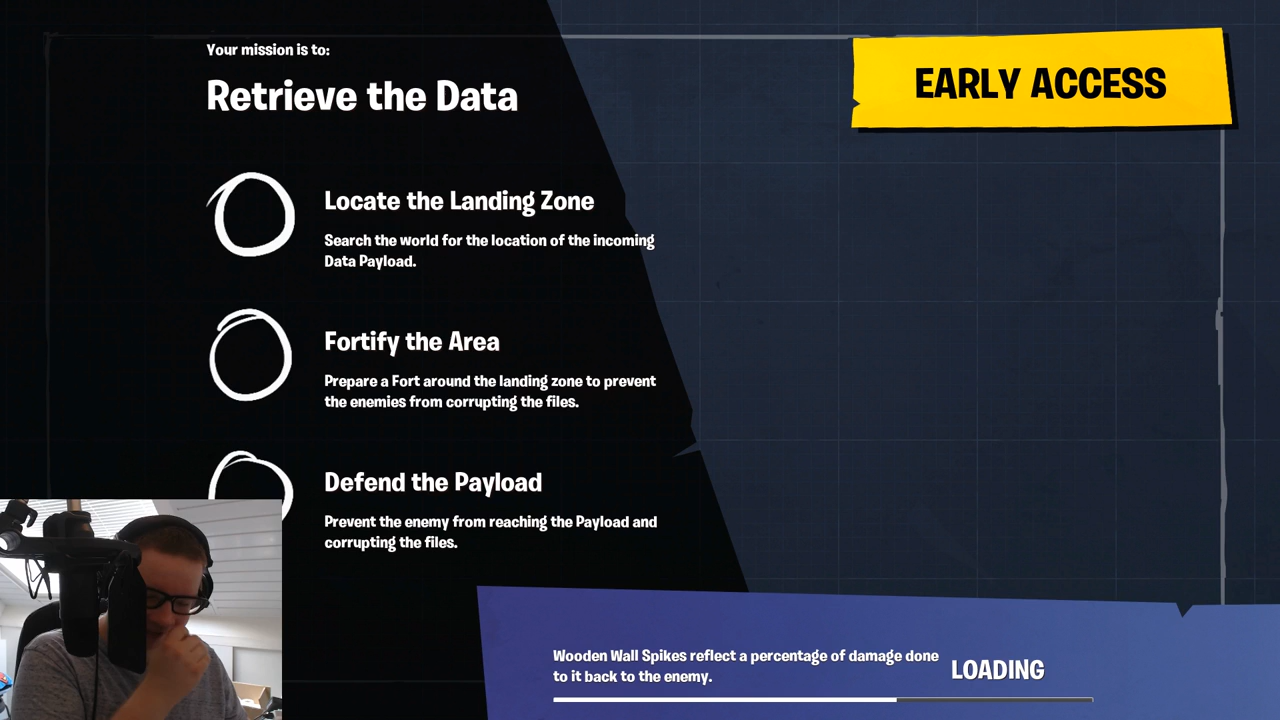 Your mission is to:
Retrieve the Data
EARLY ACCESS
Locate the Landing Zone
Search the world for the location of the incoming
Data Payload.
Fortify the Area
Prepare a Fort around the landing zone to prevent
the enemies from corrupting the files.
Defend the Payload
Prevent the enemy from reaching the Payload and
corrupting the files.
Wooden Wall Spikes reflect a percentage of damage done
to it back to the enemy.
LOADING